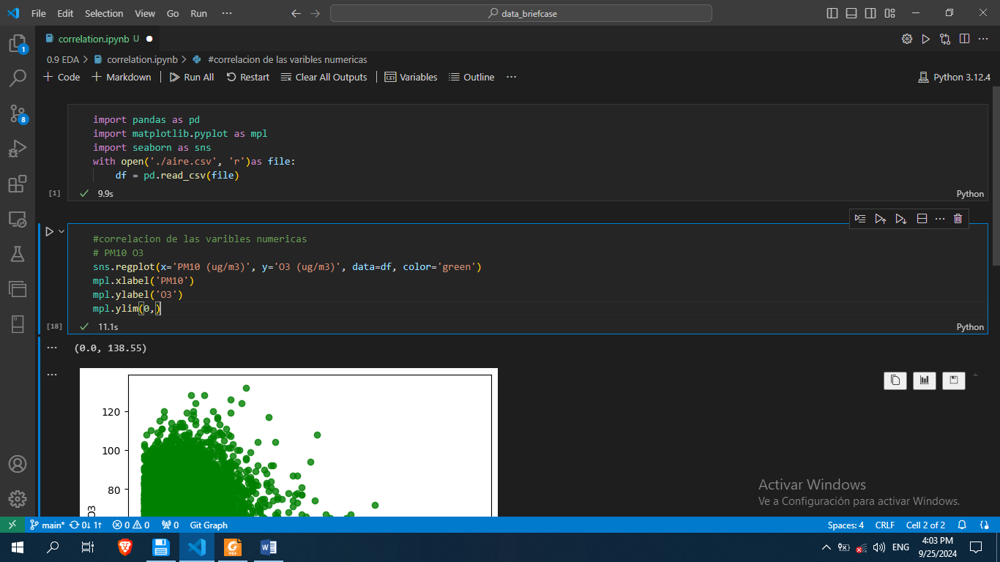 File Edit Selection View Go Run ···
data_briefcase
correlation.ipynb U
0.9 EDA > correlation.ipynb > #correlacion de las varibles numericas
Code Markdown Run All Restart Clear All Outputs Variables Outline ··· Python 3.12.4
import pandas as pd
import matplotlib.pyplot as mpl
import seaborn as sns
with open('./aire.csv', 'r')as file:
    df = pd.read_csv(file)
[1] 9.9s Python
#correlacion de las varibles numericas
# PM10 O3
sns.regplot(x='PM10 (ug/m3)', y='O3 (ug/m3)', data=df, color='green')
mpl.xlabel('PM10')
mpl.ylabel('O3')
mpl.ylim(0,)
[18] 11.1s Python
(0.0, 138.55)
120
100
80
O3
1
8
Activar Windows
Ve a Configuración para activar Windows.
main* 0↓ 1↑ 0 0 0 Git Graph Spaces: 4 CRLF Cell 2 of 2
PDF W ENG 4:03 PM
9/25/2024